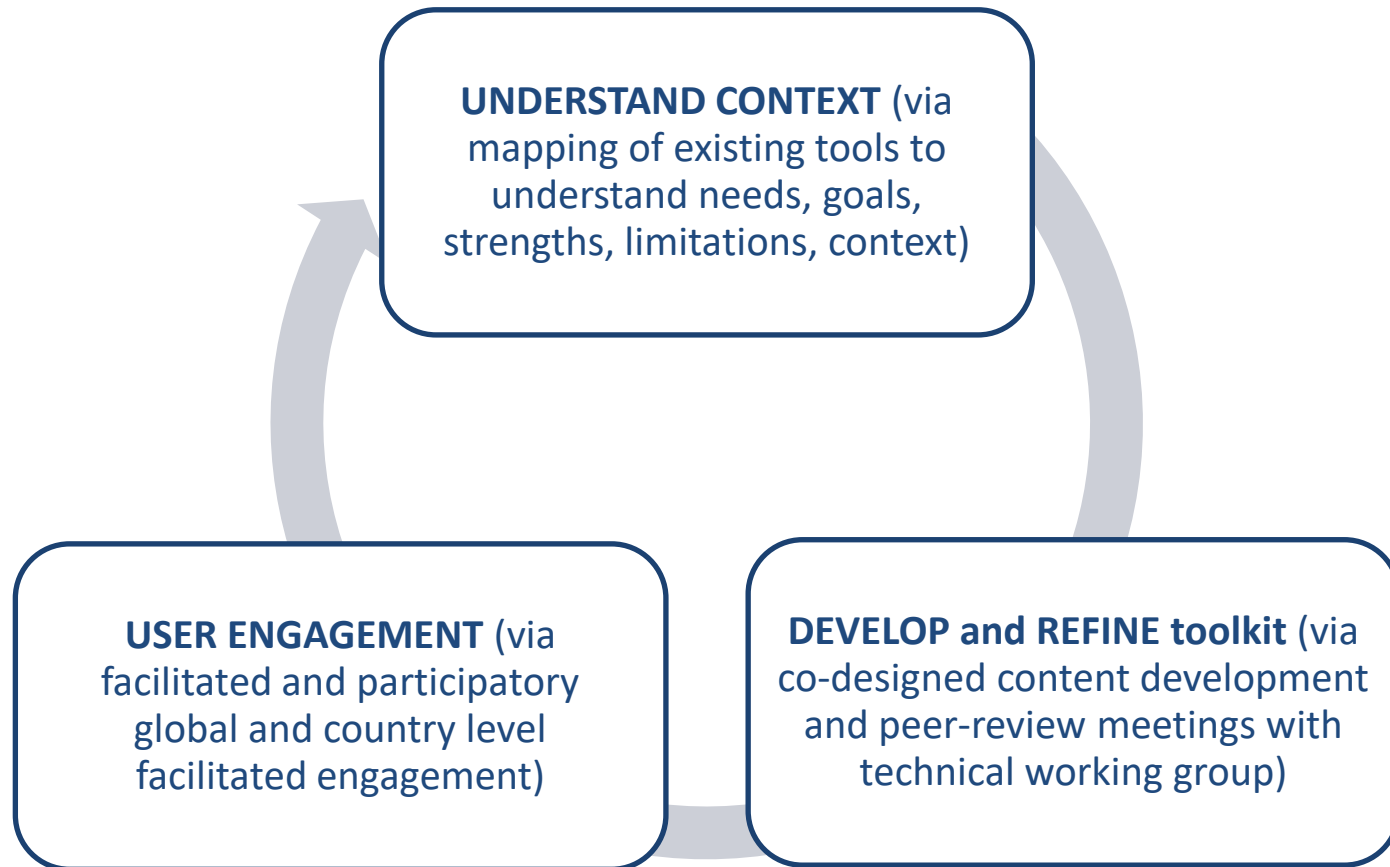 UNDERSTAND CONTEXT (via
mapping of existing tools to
understand needs, goals,
strengths, limitations, context)
USER ENGAGEMENT (via
facilitated and participatory
global and country level
facilitated engagement)
DEVELOP and REFINE toolkit (via
co-designed content development
and peer-review meetings with
technical working group)